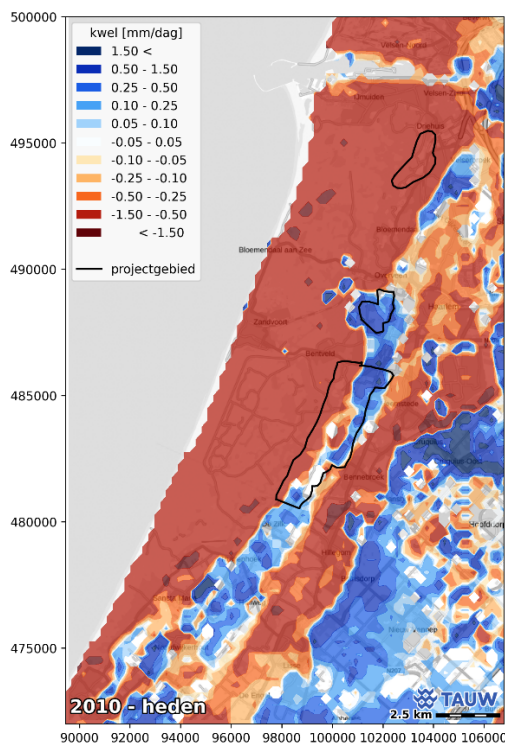 500000
495000
490000
485000
480000
475000
kwel [mm/dag]
1.50 <
0.50 - 1.50
0.25 - 0.50
0.10 - 0.25
0.05 - 0.10
-0.05 - 0.05
-0.10 - -0.05
-0.25 - -0.10
-0.50 - -0.25
-1.50 - -0.50
< -1.50
projectgebied
Velsen-Noord
IJmuiden
Driehuis
Bloemendaal
Bloemendaal aan Zee
Overveen
Haarlem
Zandvoort
Bentveld
Bennebroek
Hillegom
Hoofddorp
2010 - heden
TAUW
2.5 km
90000
92000
94000
96000
98000
100000
102000
104000
106000